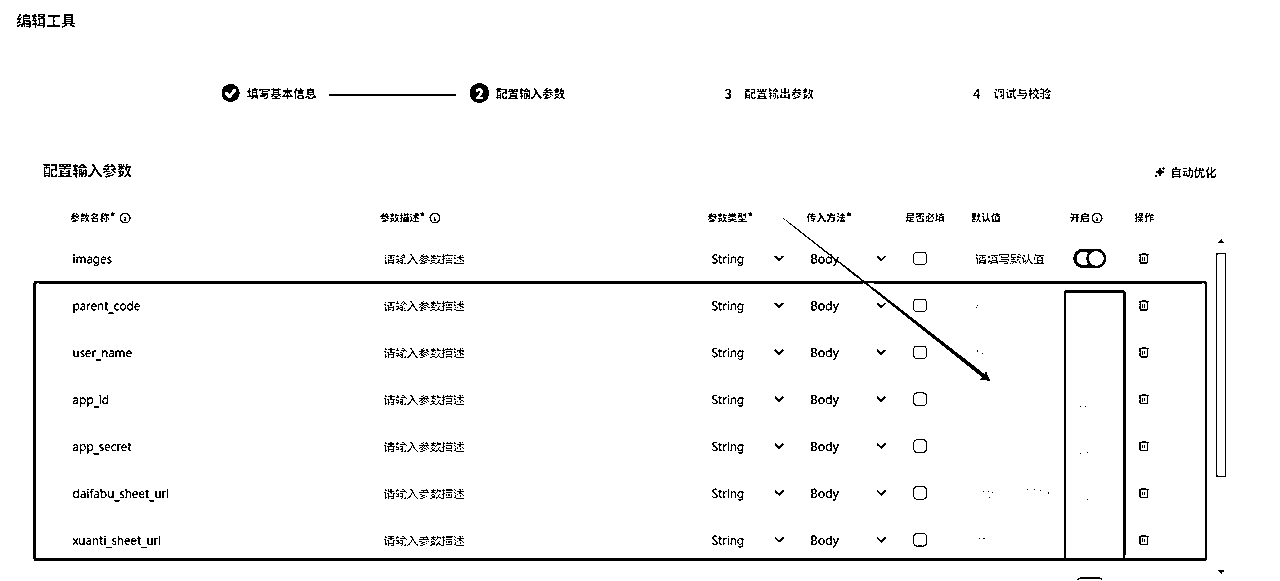 编辑工具
填写基本信息 2 配置输入参数 3 配置输出参数 4 调试与校验
配置输入参数 自动优化
参数名称* 参数描述* 参数类型* 传入方法* 是否必填 默认值 开启 操作
images 请输入参数描述 String Body 请填写默认值
parent_code 请输入参数描述 String Body
user_name 请输入参数描述 String Body
app_id 请输入参数描述 String Body
app_secret 请输入参数描述 String Body
daifabu_sheet_url 请输入参数描述 String Body
xuanti_sheet_url 请输入参数描述 String Body